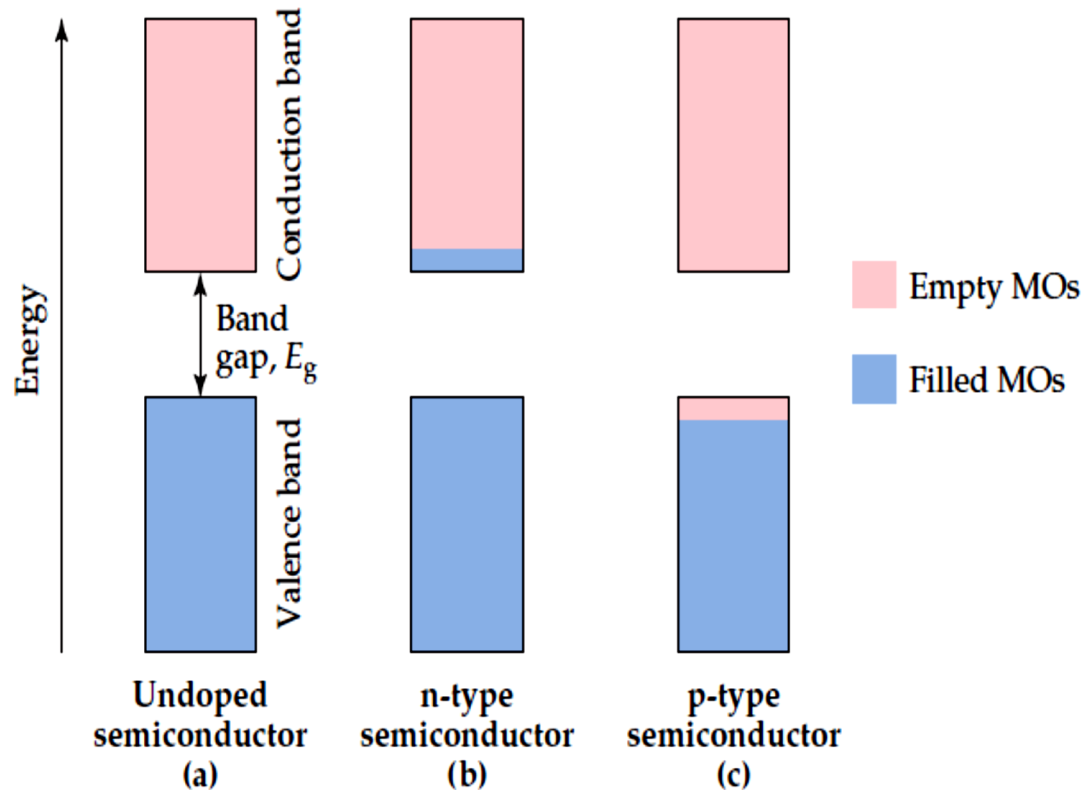 Energy
Conduction band
Band
gap, Eg
Valence band
Empty MOs
Filled MOs
Undoped
semiconductor
(a)
n-type
semiconductor
(b)
p-type
semiconductor
(c)